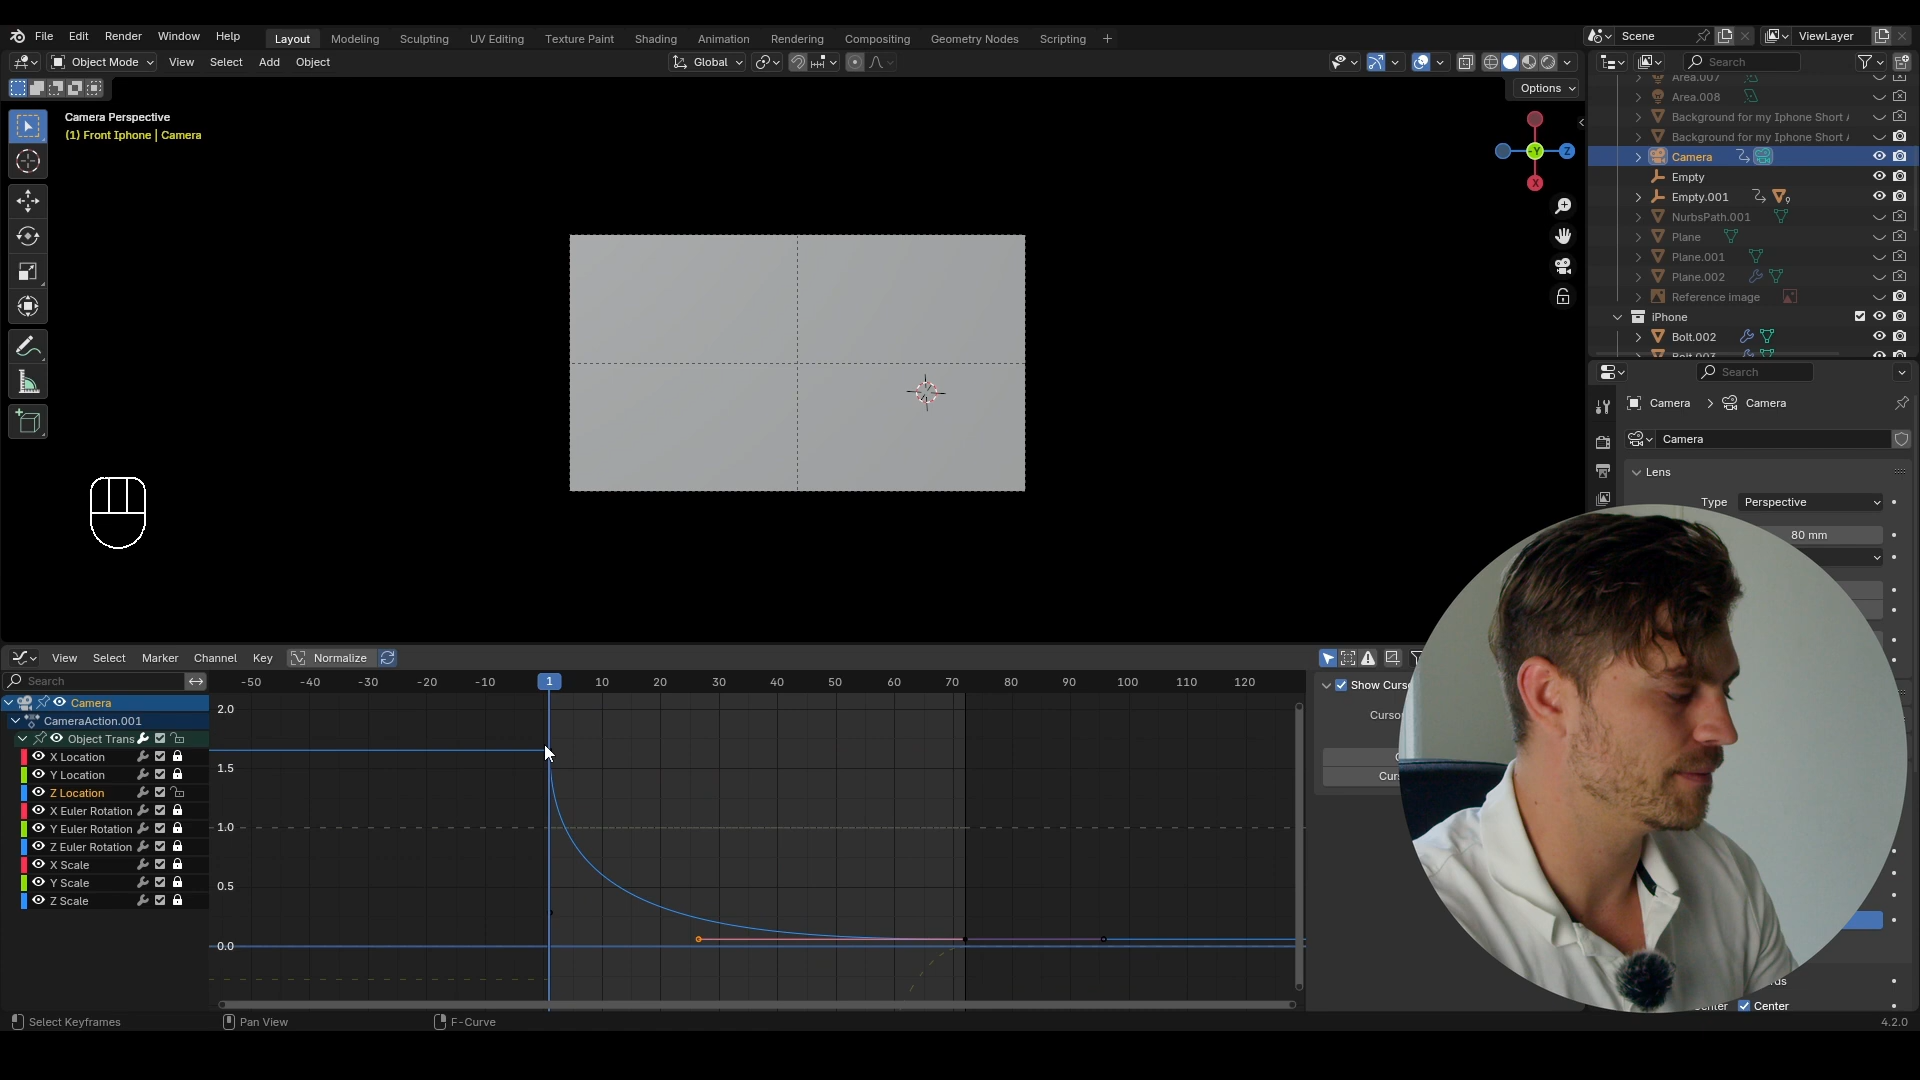 File Edit Render Window Help Layout Modeling Sculpting UV Editing Texture Paint Shading Animation Rendering Compositing Geometry Nodes Scripting + Scene ViewLayer
Object Mode View Select Add Object Global Search
Options
Camera Perspective
(1) Front Iphone | Camera
-Y Z
X
Area.007
Area.008
Background for my Iphone Short
Background for my Iphone Short
Camera
Empty
Empty.001
NurbsPath.001
Plane
Plane.001
Plane.002
Reference image
iPhone
Bolt.002
Bolt.003
Search
Camera > Camera
Camera
Lens
Type Perspective
80 mm
View Select Marker Channel Key Normalize
Search
-50 -40 -30 -20 -10 1 10 20 30 40 50 60 70 80 90 100 110 120
Show Curs
Camera
CameraAction.001
Object Trans
X Location
Y Location
Z Location
X Euler Rotation
Y Euler Rotation
Z Euler Rotation
X Scale
Y Scale
Z Scale
2.0
1.5
1.0
0.5
0.0
Center
Select Keyframes Pan View F-Curve 4.2.0